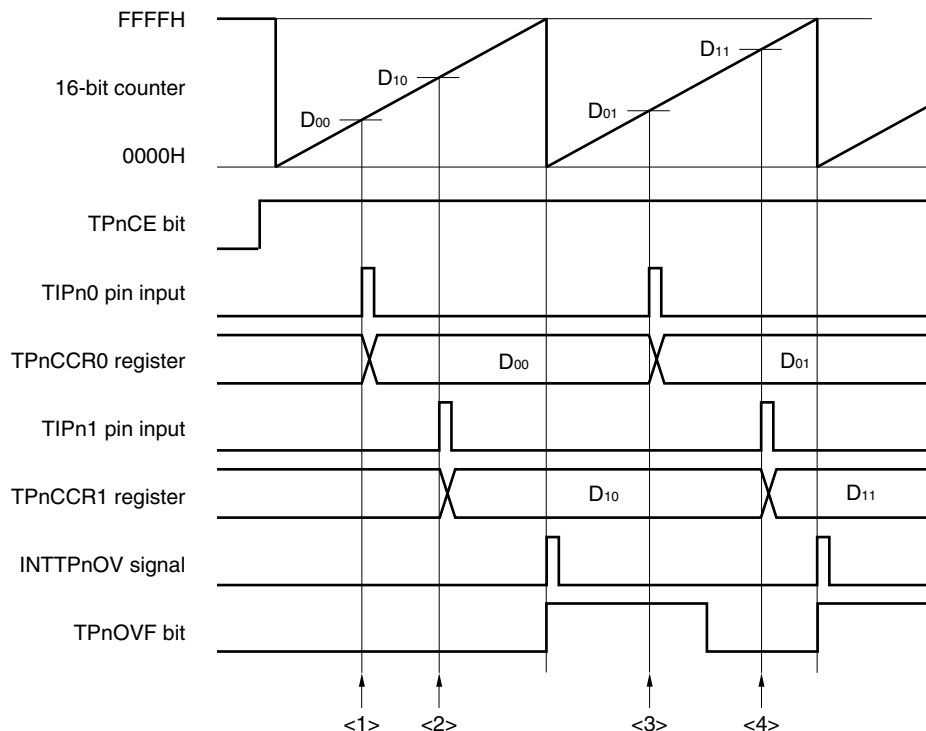 FFFFH
16-bit counter
0000H
D00
D10
D01
D11
TPnCE bit
TIPn0 pin input
TPnCCR0 register
D00
D01
TIPn1 pin input
TPnCCR1 register
D10
D11
INTTPnOV signal
TPnOVF bit
<1>
<2>
<3>
<4>